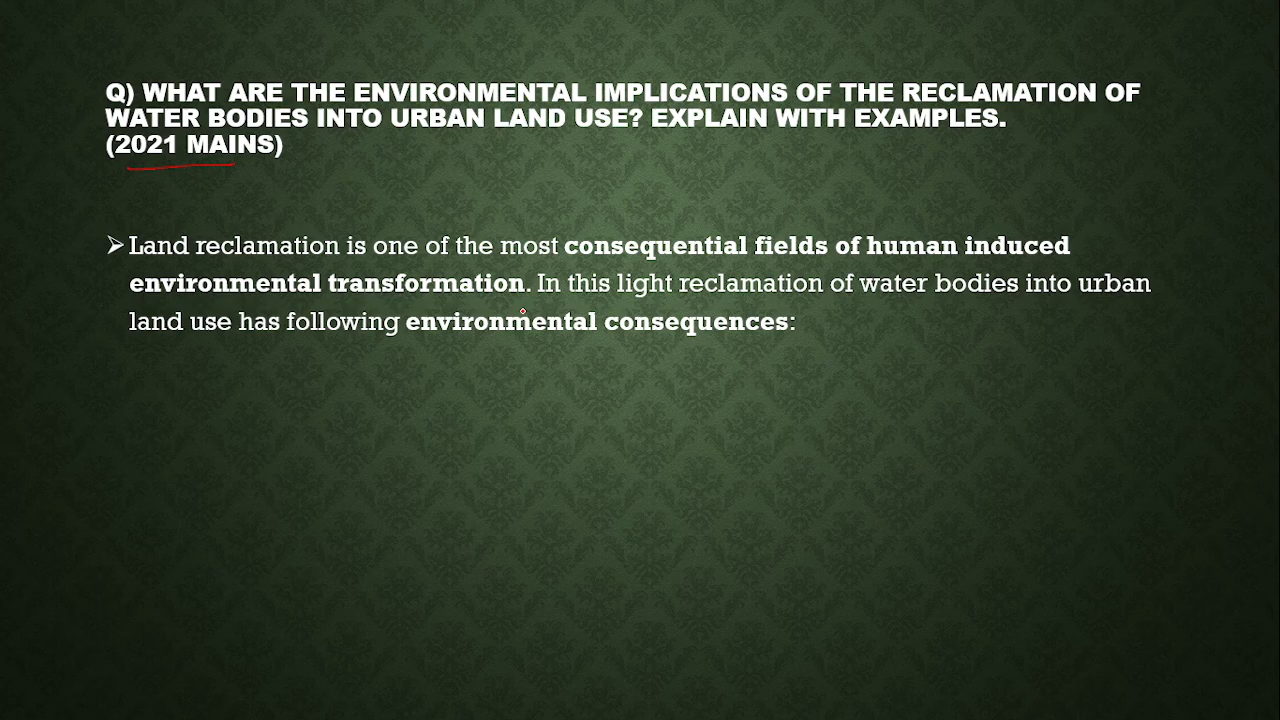 Q) WHAT ARE THE ENVIRONMENTAL IMPLICATIONS OF THE RECLAMATION OF
WATER BODIES INTO URBAN LAND USE? EXPLAIN WITH EXAMPLES.
(2021 MAINS)
➢Land reclamation is one of the most consequential fields of human induced
environmental transformation. In this light reclamation of water bodies into urban
land use has following environmental consequences: